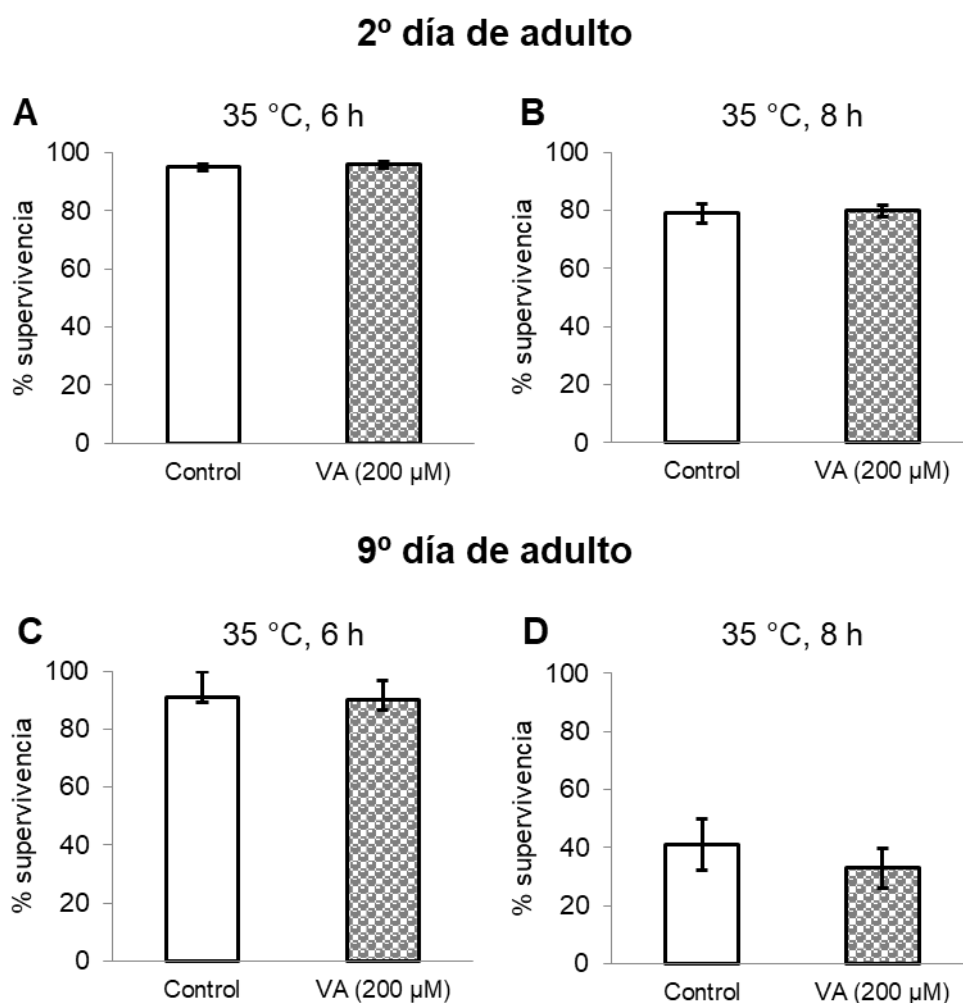 2º día de adulto
A
35 °C, 6 h
% supervivencia
100
80
60
40
20
0
Control
VA (200 µM)
B
35 °C, 8 h
% supervivencia
100
80
60
40
20
0
Control
VA (200 µM)
9º día de adulto
C
35 °C, 6 h
% supervivencia
100
80
60
40
20
0
Control
VA (200 µM)
D
35 °C, 8 h
% supervivencia
100
80
60
40
20
0
Control
VA (200 µM)